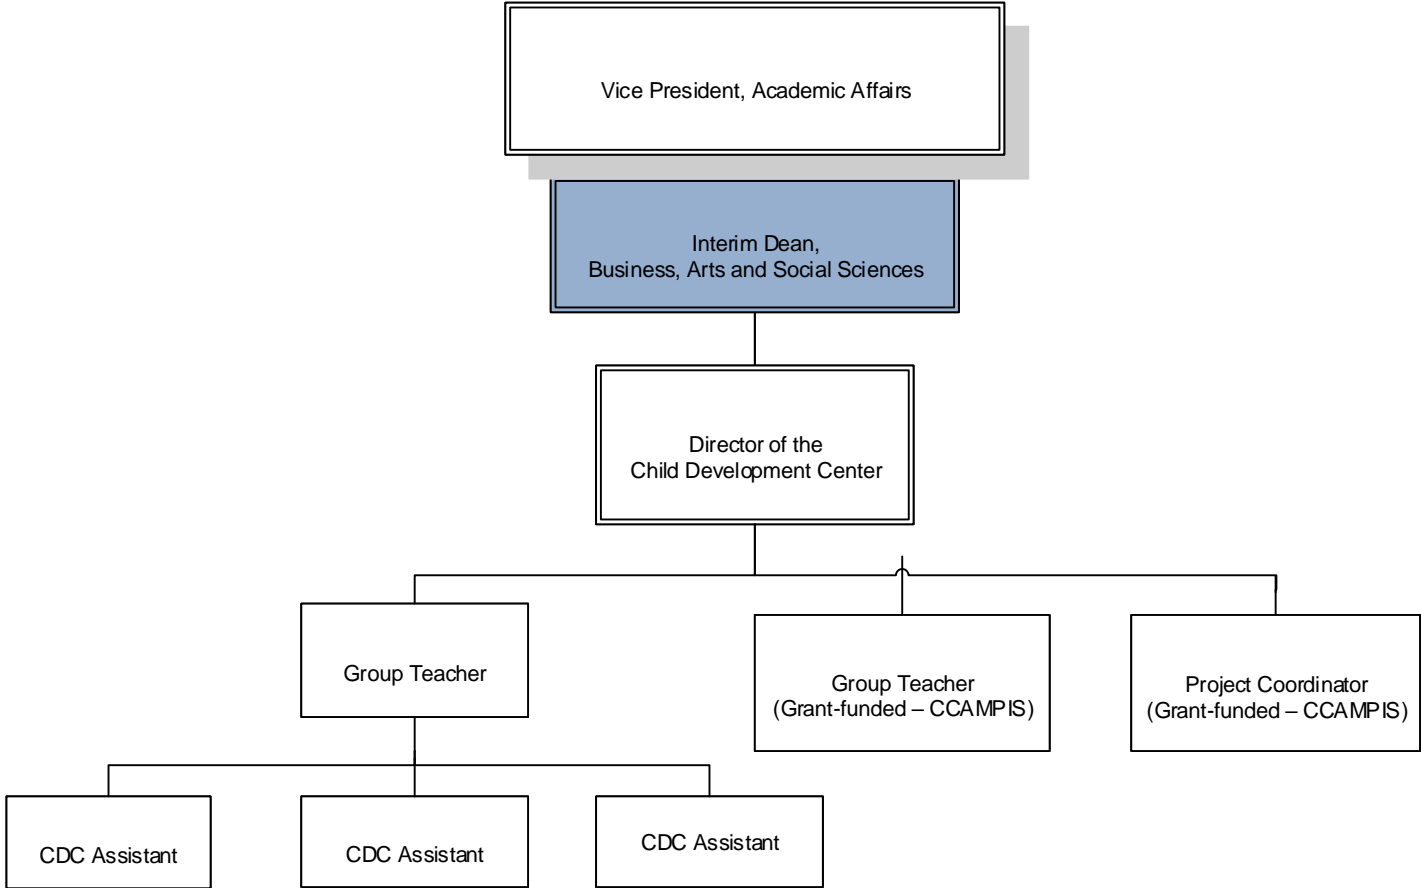 Vice President, Academic Affairs
Interim Dean,
Business, Arts and Social Sciences
Director of the
Child Development Center
Group Teacher
Group Teacher
(Grant-funded – CCAMPIS)
Project Coordinator
(Grant-funded – CCAMPIS)
CDC Assistant
CDC Assistant
CDC Assistant